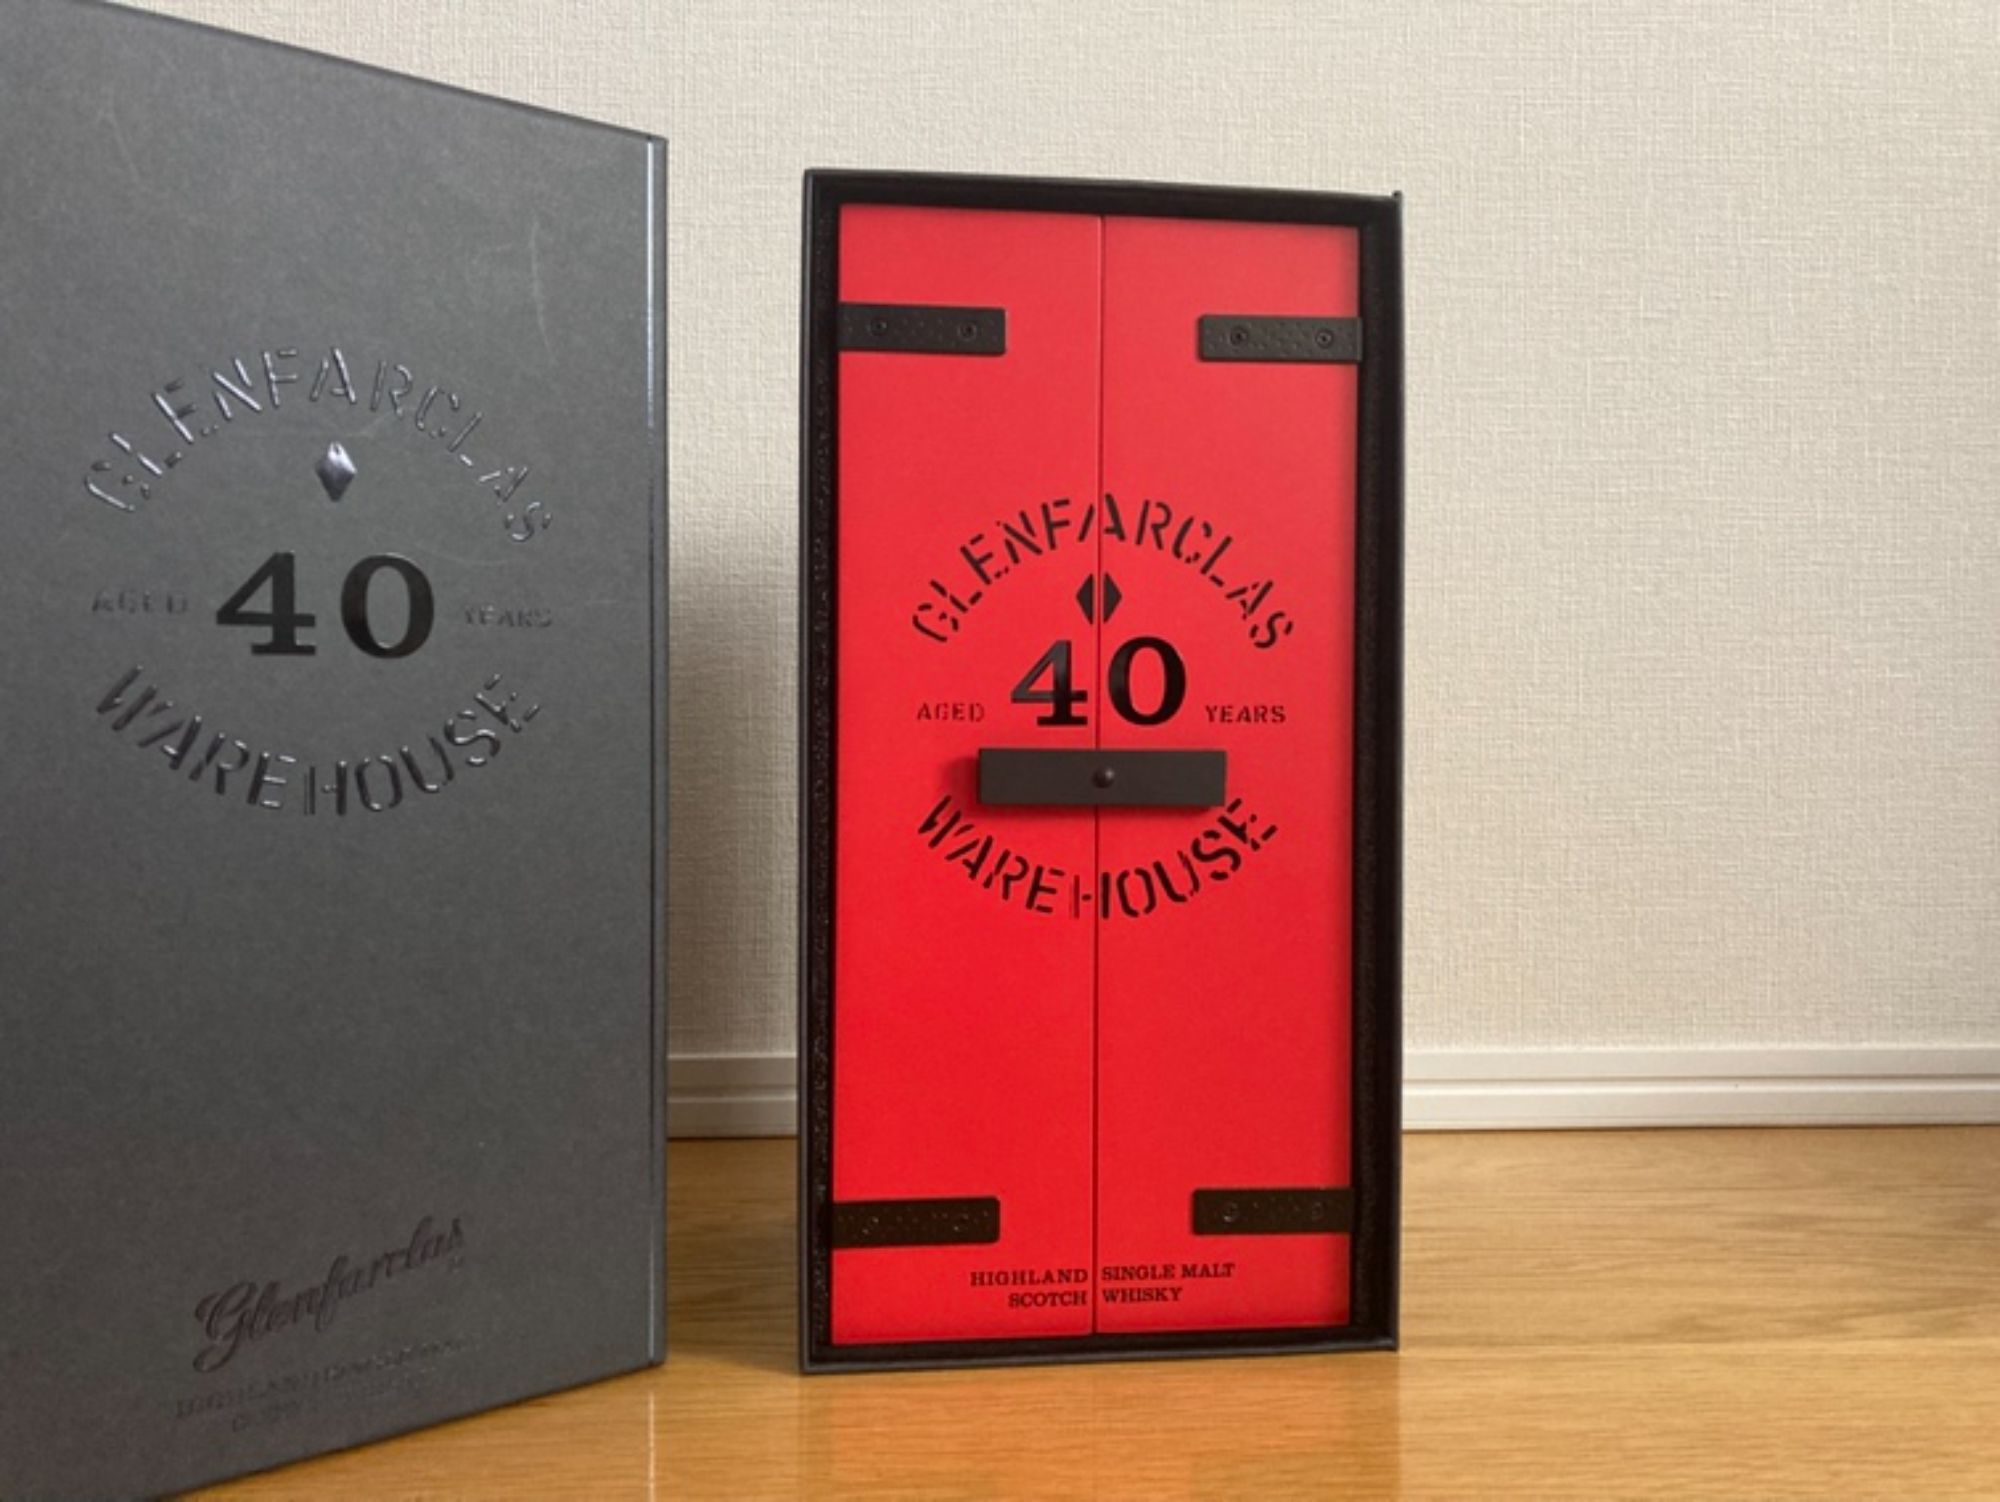 GLENFARCLAS
AGED 40 YEARS
WAREHOUSE
Glenfarclas
GLENFARCLAS
AGED 40 YEARS
WAREHOUSE
HIGHLAND SINGLE MALT
SCOTCH WHISKY